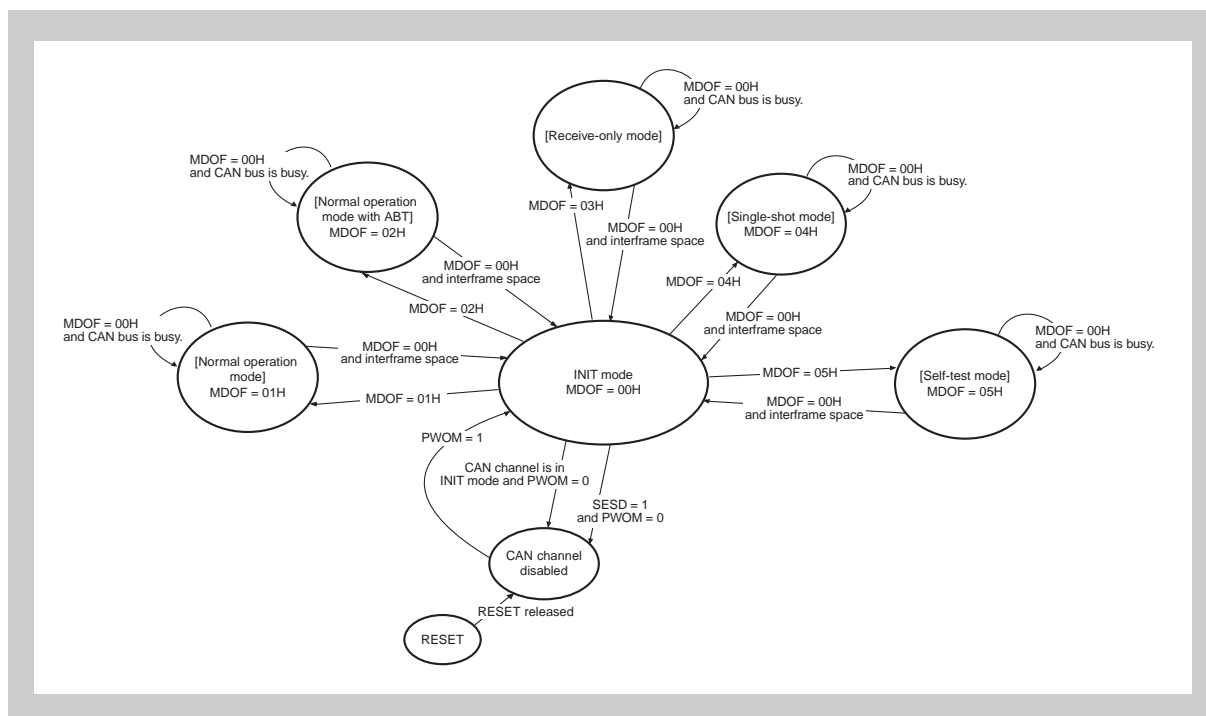 MDOF = 00H
and CAN bus is busy.
[Receive-only mode]
MDOF = 00H
and CAN bus is busy.
[Normal operation
mode with ABT]
MDOF = 02H
MDOF = 00H
and CAN bus is busy.
[Single-shot mode]
MDOF = 04H
MDOF = 03H
MDOF = 00H
and interframe space
MDOF = 00H
and interframe space
MDOF = 04H
MDOF = 02H
MDOF = 00H
and interframe space
MDOF = 00H
and CAN bus is busy.
[Normal operation
mode]
MDOF = 01H
MDOF = 00H
and interframe space
MDOF = 01H
INIT mode
MDOF = 00H
MDOF = 05H
MDOF = 00H
and interframe space
MDOF = 00H
and CAN bus is busy.
[Self-test mode]
MDOF = 05H
PWOM = 1
CAN channel is in
INIT mode and PWOM = 0
SESD = 1
and PWOM = 0
CAN channel
disabled
RESET released
RESET